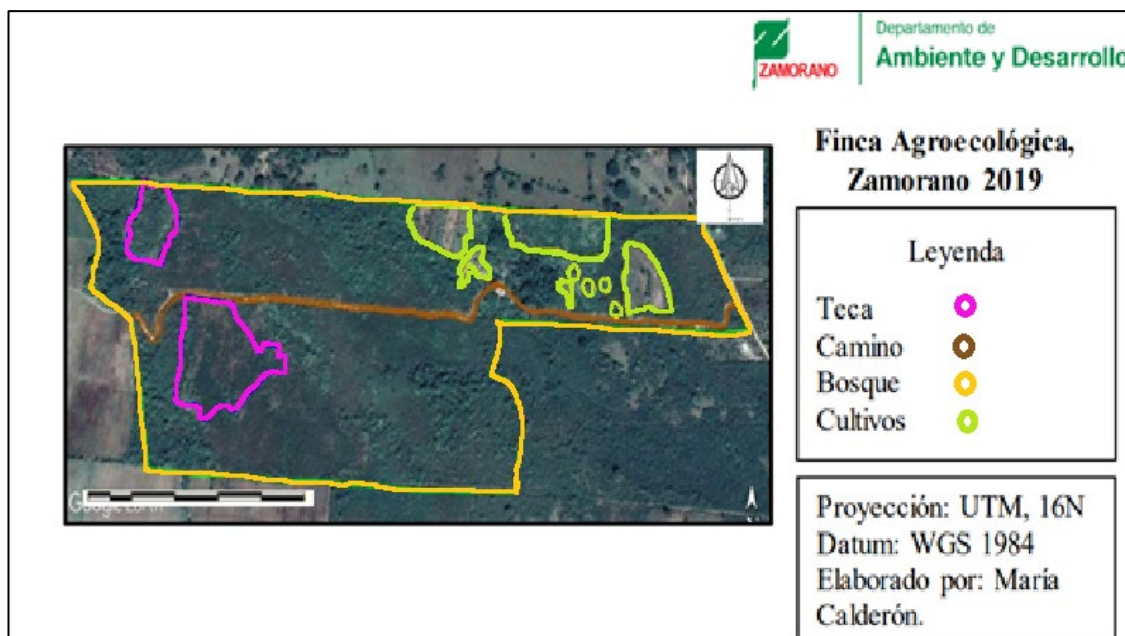 ZAMORANO
Departamento de
Ambiente y Desarrollo
Finca Agroecológica,
Zamorano 2019
Leyenda
Teca
Camino
Bosque
Cultivos
Proyección: UTM, 16N
Datum: WGS 1984
Elaborado por: María
Calderón.
Google Earth